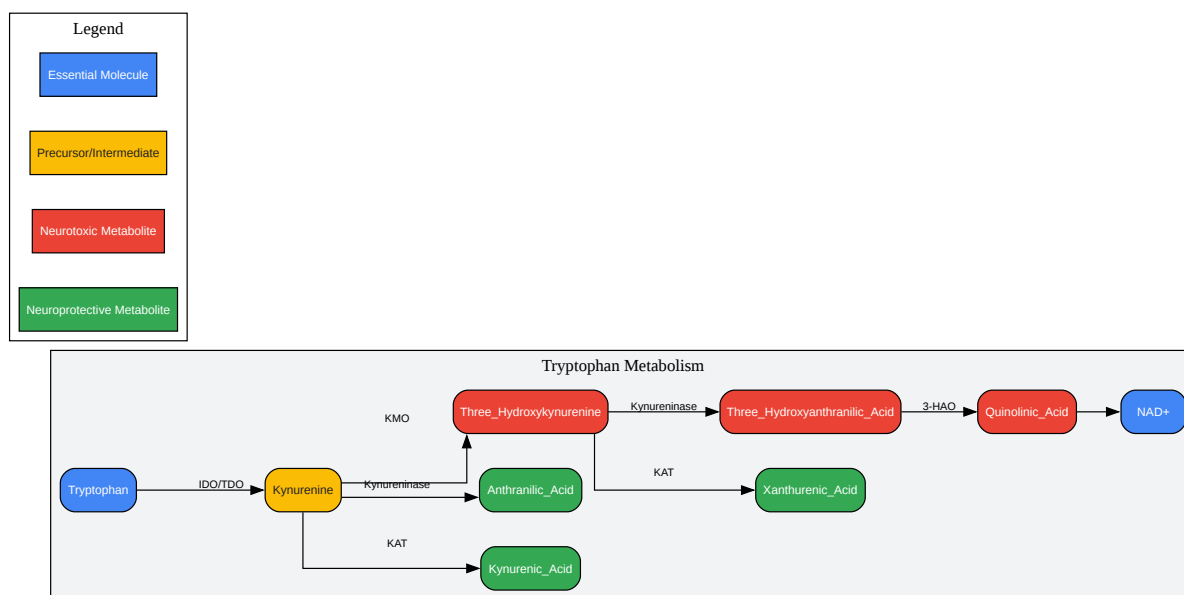 Legend
Essential Molecule
Precursor/Intermediate
Neurotoxic Metabolite
Neuroprotective Metabolite
Tryptophan Metabolism
KMO
Three_Hydroxykynurenine
Kynureninase
Three_Hydroxyanthranilic_Acid
3-HAO
Quinolinic_Acid
NAD+
Tryptophan
IDO/TDO
Kynurenine
Kynureninase
Anthranilic_Acid
KAT
Xanthurenic_Acid
KAT
Kynurenic_Acid